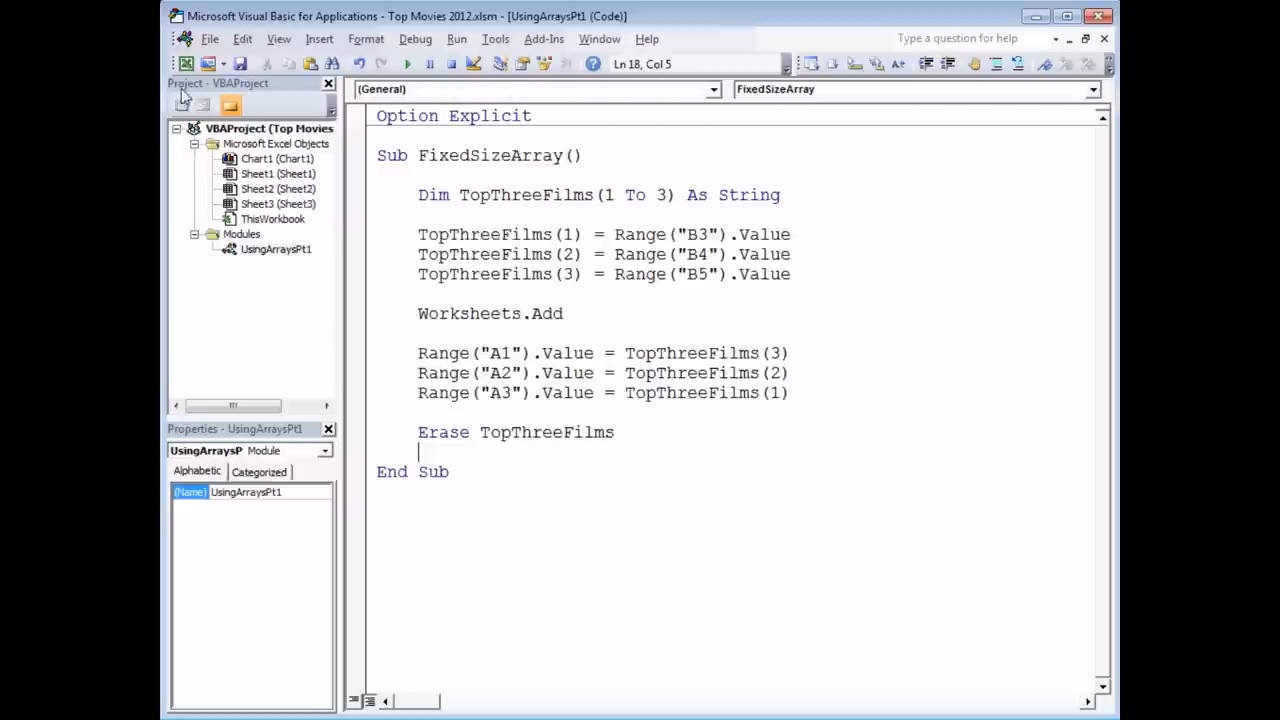 Microsoft Visual Basic for Applications - Top Movies 2012.xlsm - [UsingArraysPt1 (Code)]
File Edit View Insert Format Debug Run Tools Add-Ins Window Help
Type a question for help
Ln 18, Col 5
Project - VBAProject
(General)
FixedSizeArray
VBAProject (Top Movies
Microsoft Excel Objects
Chart1 (Chart1)
Sheet1 (Sheet1)
Sheet2 (Sheet2)
Sheet3 (Sheet3)
ThisWorkbook
Modules
UsingArraysPt1
Properties - UsingArraysPt1
UsingArraysP Module
Alphabetic Categorized
(Name) UsingArraysPt1
Option Explicit
Sub FixedSizeArray()
Dim TopThreeFilms(1 To 3) As String
TopThreeFilms(1) = Range("B3").Value
TopThreeFilms(2) = Range("B4").Value
TopThreeFilms(3) = Range("B5").Value
Worksheets.Add
Range("A1").Value = TopThreeFilms(3)
Range("A2").Value = TopThreeFilms(2)
Range("A3").Value = TopThreeFilms(1)
Erase TopThreeFilms
End Sub